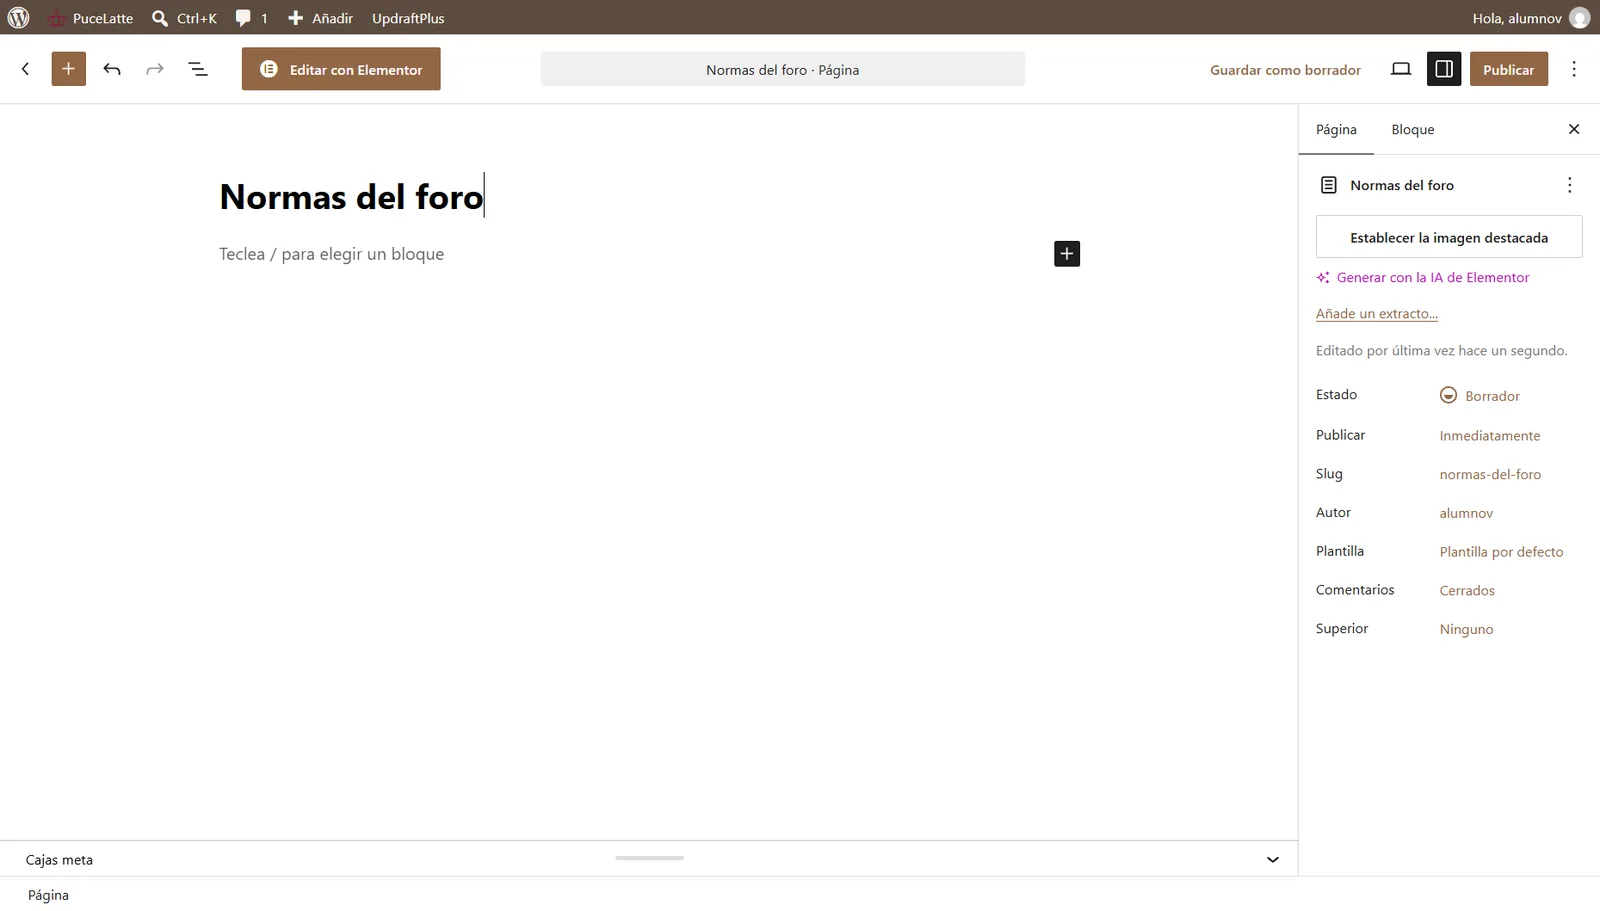 PuceLatte Ctrl+K 1 Añadir UpdraftPlus Hola, alumnov
Editar con Elementor Normas del foro · Página Guardar como borrador Publicar
Normas del foro
Teclea / para elegir un bloque
Página Bloque
Normas del foro
Establecer la imagen destacada
Generar con la IA de Elementor
Añade un extracto...
Editado por última vez hace un segundo.
Estado Borrador
Publicar Inmediatamente
Slug normas-del-foro
Autor alumnov
Plantilla Plantilla por defecto
Comentarios Cerrados
Superior Ninguno
Cajas meta
Página